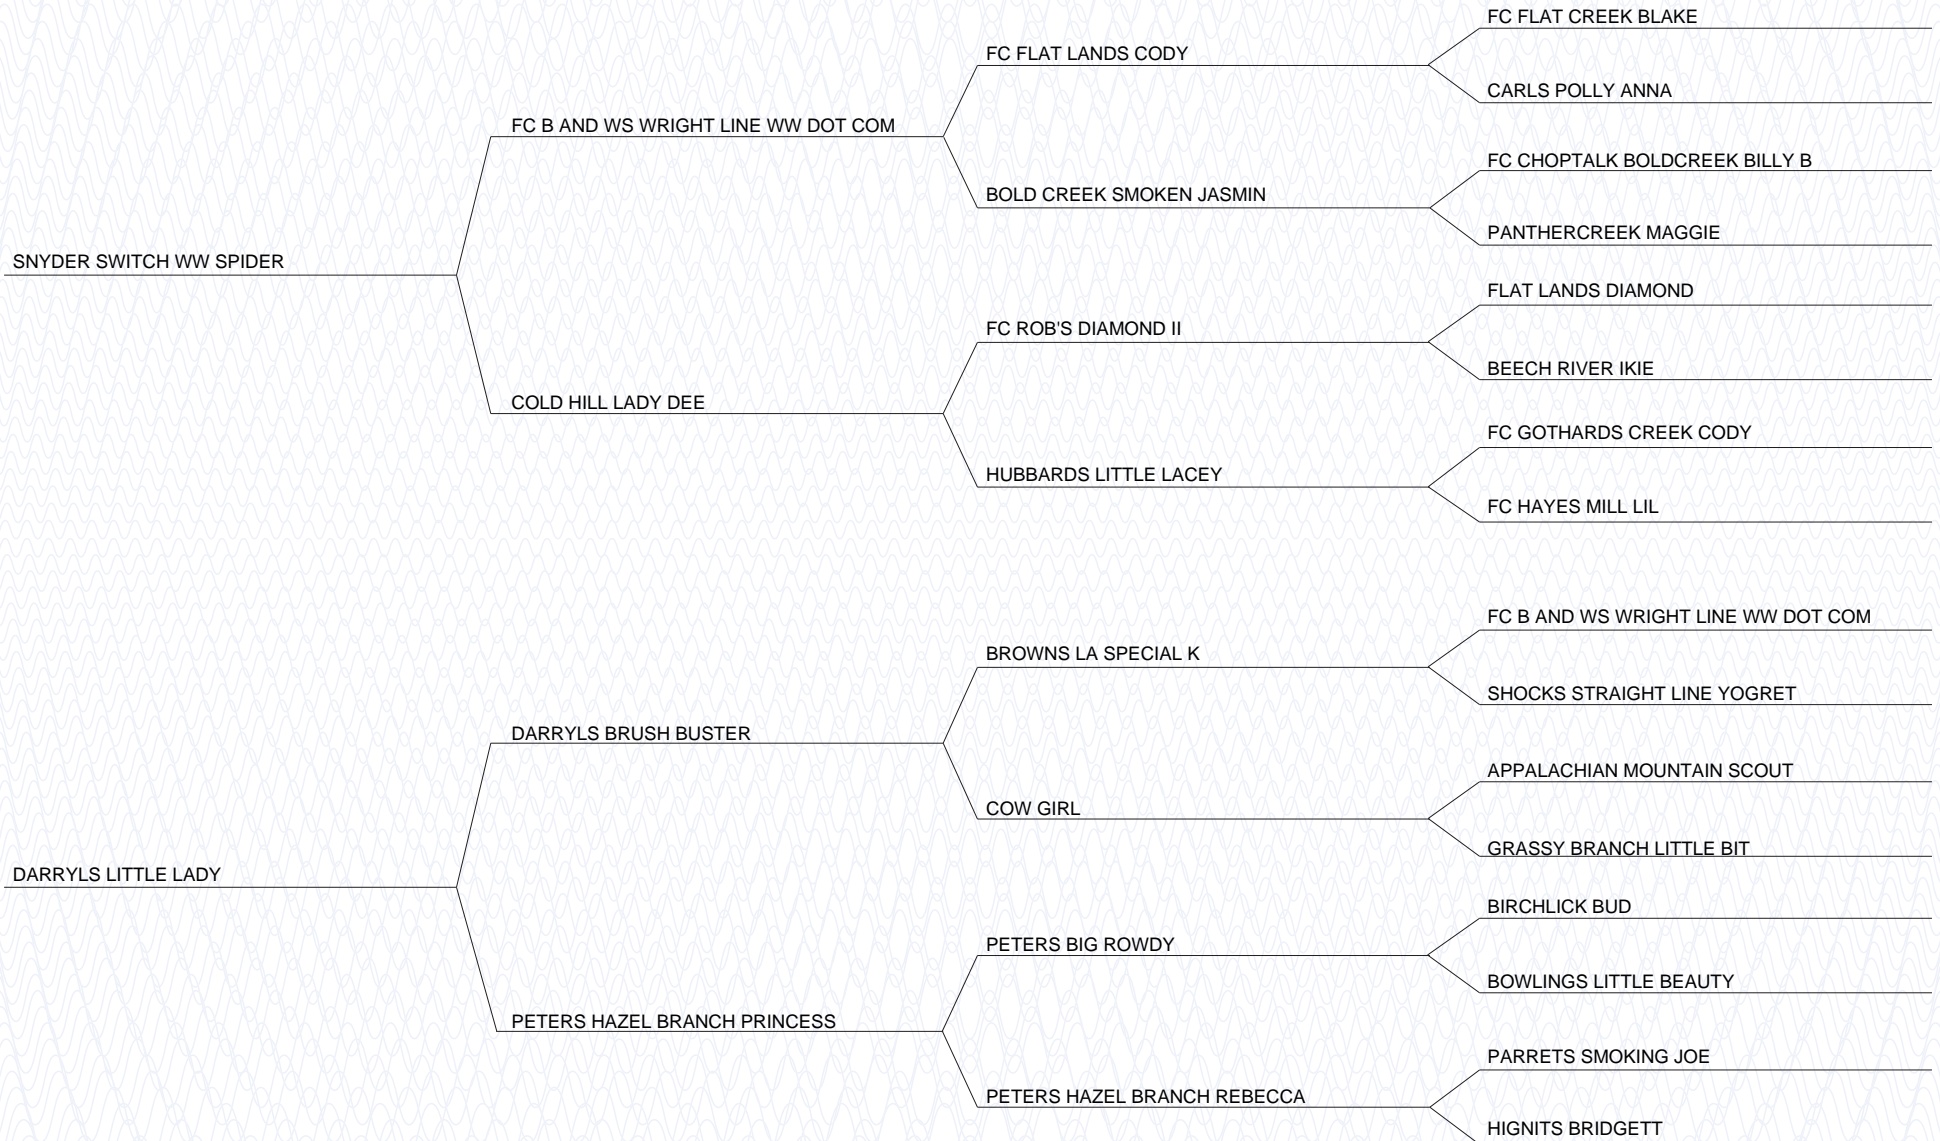 FC FLAT CREEK BLAKE
FC FLAT LANDS CODY
CARLS POLLY ANNA
FC B AND WS WRIGHT LINE WW DOT COM
FC CHOPTALK BOLDCREEK BILLY B
BOLD CREEK SMOKEN JASMIN
PANTHERCREEK MAGGIE
SNYDER SWITCH WW SPIDER
FLAT LANDS DIAMOND
FC ROB'S DIAMOND II
BEECH RIVER IKIE
COLD HILL LADY DEE
FC GOTHARDS CREEK CODY
HUBBARDS LITTLE LACEY
FC HAYES MILL LIL
FC B AND WS WRIGHT LINE WW DOT COM
BROWNS LA SPECIAL K
SHOCKS STRAIGHT LINE YOGRET
DARRYLS BRUSH BUSTER
APPALACHIAN MOUNTAIN SCOUT
COW GIRL
GRASSY BRANCH LITTLE BIT
DARRYLS LITTLE LADY
BIRCHLICK BUD
PETERS BIG ROWDY
BOWLINGS LITTLE BEAUTY
PETERS HAZEL BRANCH PRINCESS
PARRETS SMOKING JOE
PETERS HAZEL BRANCH REBECCA
HIGNITS BRIDGETT